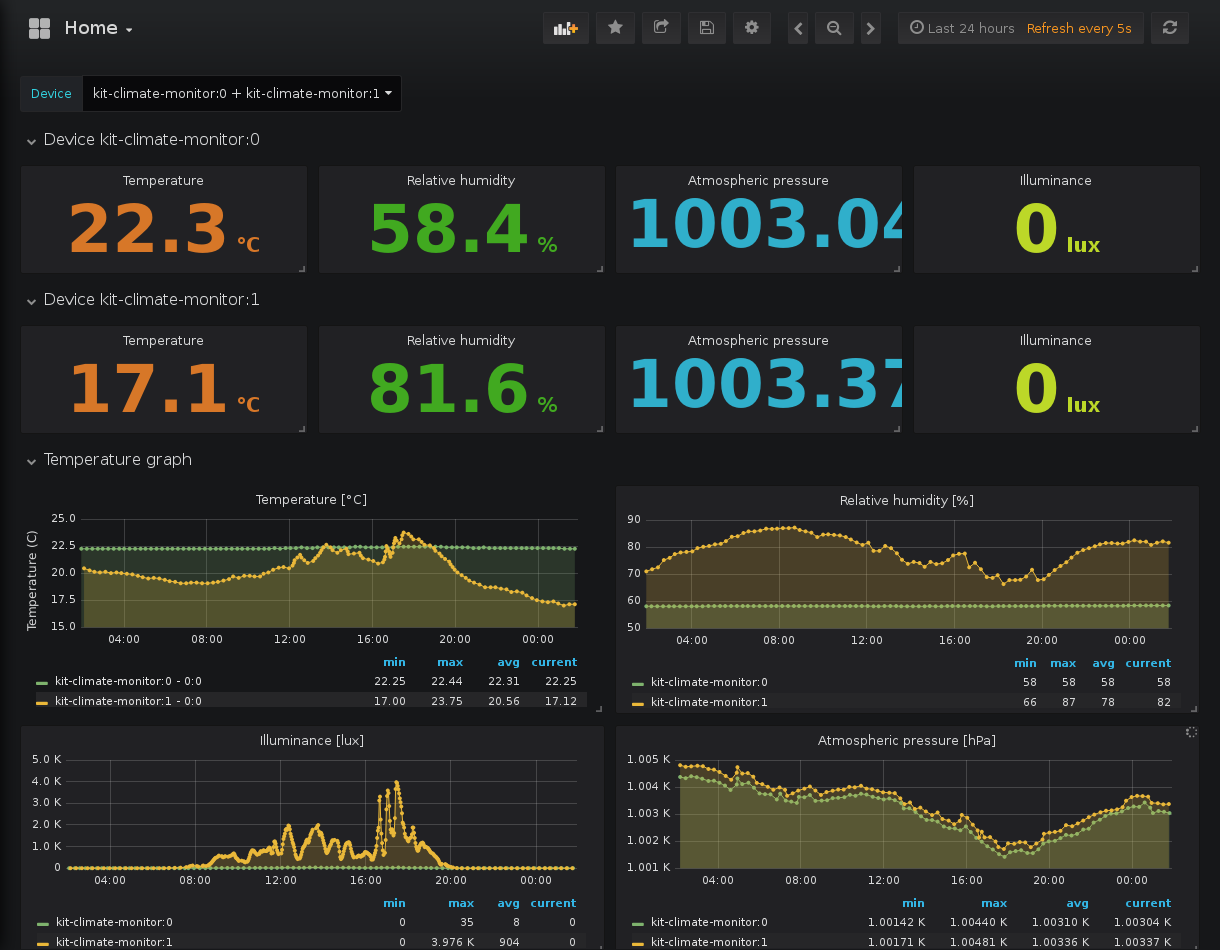 Home
Last 24 hours Refresh every 5s
Device kit-climate-monitor:0 + kit-climate-monitor:1
Device kit-climate-monitor:0
Temperature Relative humidity Atmospheric pressure Illuminance
22.3 °C 58.4 % 1003.04 0 lux
Device kit-climate-monitor:1
Temperature Relative humidity Atmospheric pressure Illuminance
17.1 °C 81.6 % 1003.37 0 lux
Temperature graph
Temperature [°C]
Temperature (C)
25.0
22.5
20.0
17.5
15.0
04:00 08:00 12:00 16:00 20:00 00:00
min max avg current
kit-climate-monitor:0 - 0:0 22.25 22.44 22.31 22.25
kit-climate-monitor:1 - 0:0 17.00 23.75 20.56 17.12
Relative humidity [%]
90
80
70
60
50
04:00 08:00 12:00 16:00 20:00 00:00
min max avg current
kit-climate-monitor:0 58 58 58 58
kit-climate-monitor:1 66 87 78 82
Illuminance [lux]
5.0 K
4.0 K
3.0 K
2.0 K
1.0 K
0
04:00 08:00 12:00 16:00 20:00 00:00
min max avg current
kit-climate-monitor:0 0 35 8 0
kit-climate-monitor:1 0 3.976 K 904 0
Atmospheric pressure [hPa]
1.005 K
1.004 K
1.003 K
1.002 K
1.001 K
04:00 08:00 12:00 16:00 20:00 00:00
min max avg current
kit-climate-monitor:0 1.00142 K 1.00440 K 1.00310 K 1.00304 K
kit-climate-monitor:1 1.00171 K 1.00481 K 1.00336 K 1.00337 K